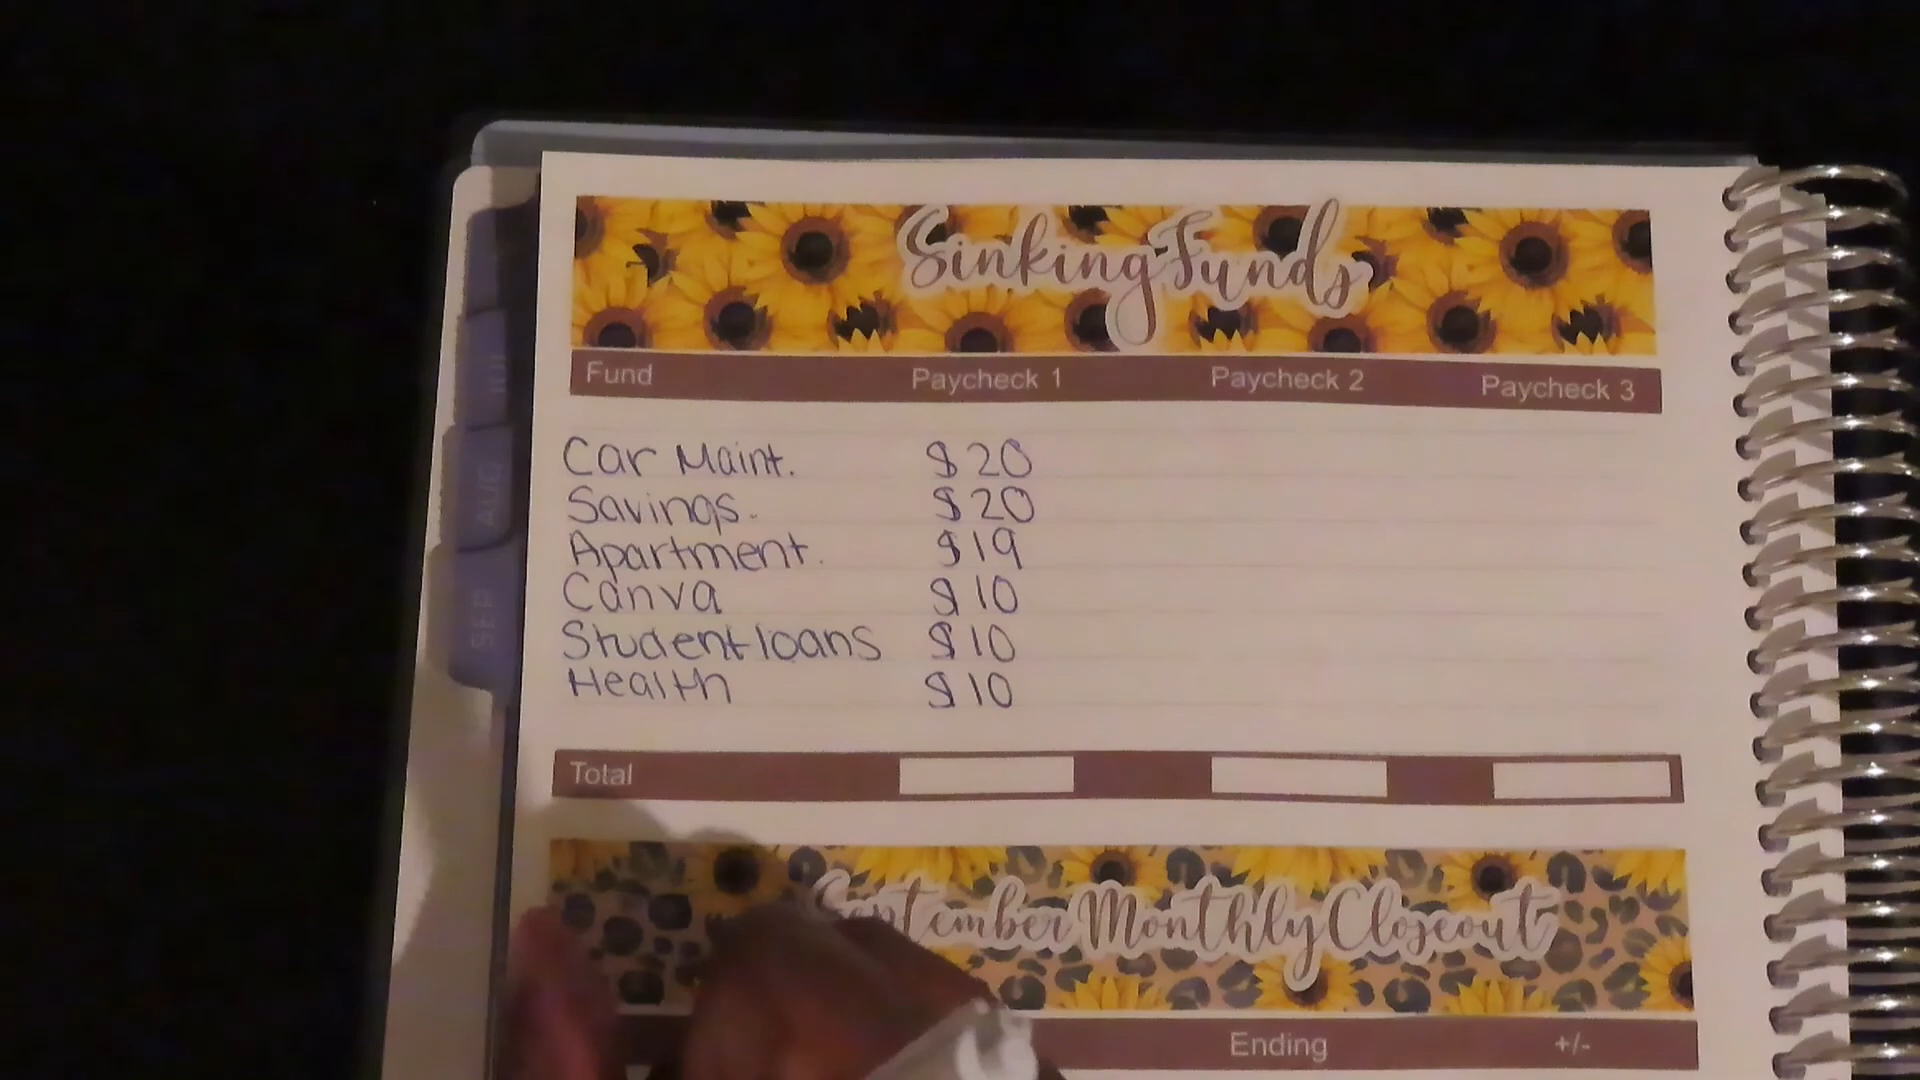 Sinking Funds
Fund Paycheck 1 Paycheck 2 Paycheck 3
Car Maint. $20
Savings. $20
Apartment. $19
Canva $10
Student loans $10
Health $10
Total
September Monthly Closeout
Ending +/-
AUG
SEP